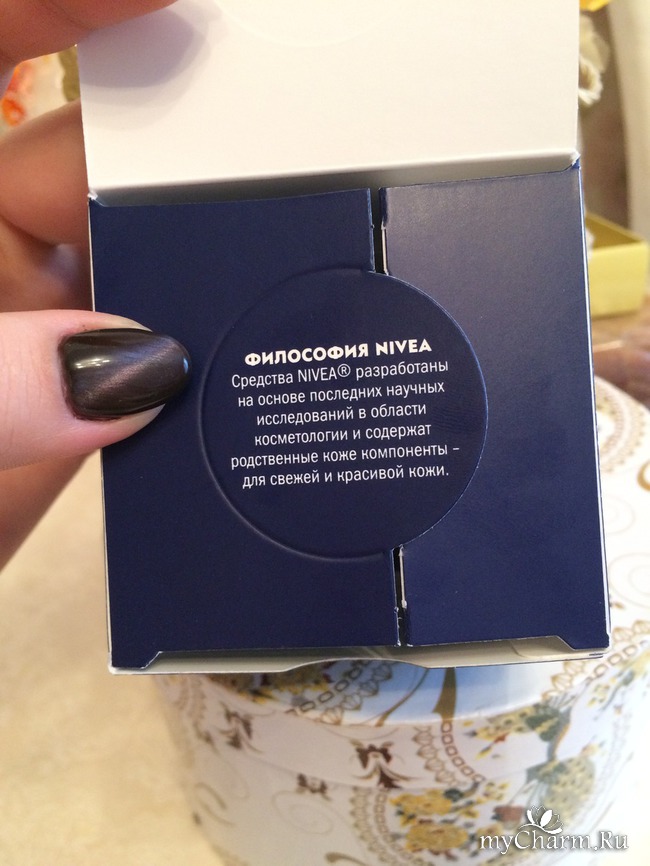 ФИЛОСОФИЯ NIVEA
Средства NIVEA® разработаны
на основе последних научных
исследований в области
косметологии и содержат
родственные коже компоненты –
для свежей и красивой кожи.
myCharm.Ru